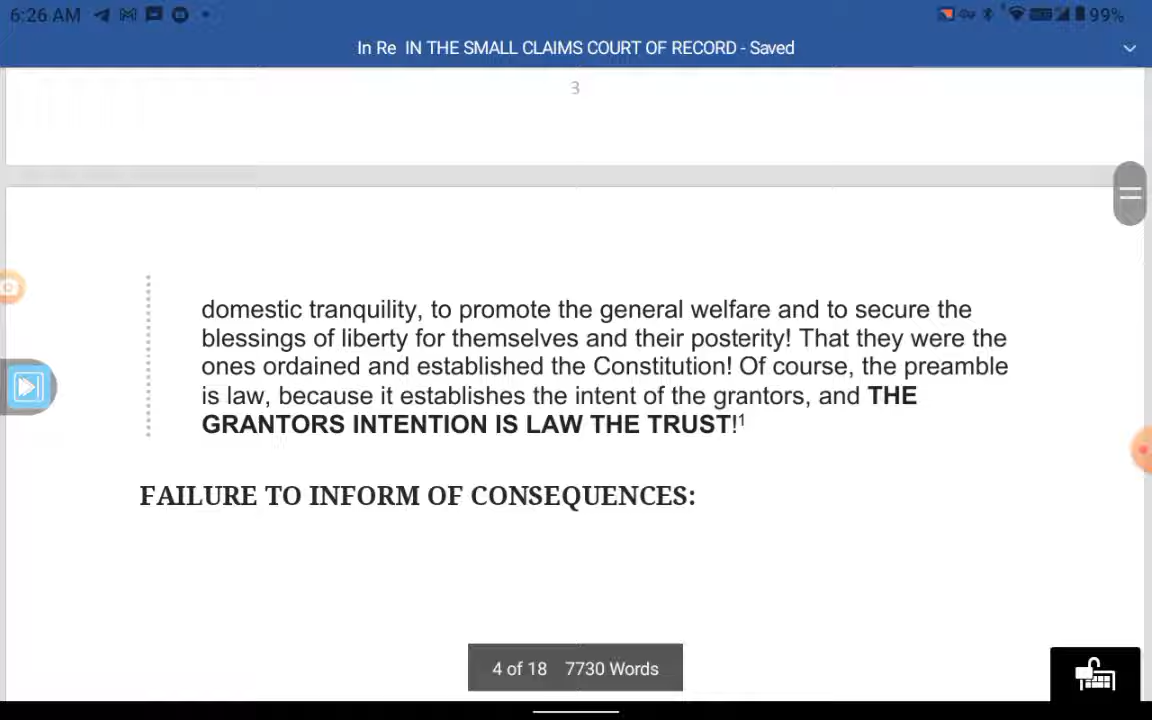 6:26 AM
99%
In Re IN THE SMALL CLAIMS COURT OF RECORD - Saved
3
domestic tranquility, to promote the general welfare and to secure the
blessings of liberty for themselves and their posterity! That they were the
ones ordained and established the Constitution! Of course, the preamble
is law, because it establishes the intent of the grantors, and THE
GRANTORS INTENTION IS LAW THE TRUST!¹
FAILURE TO INFORM OF CONSEQUENCES:
4 of 18 7730 Words